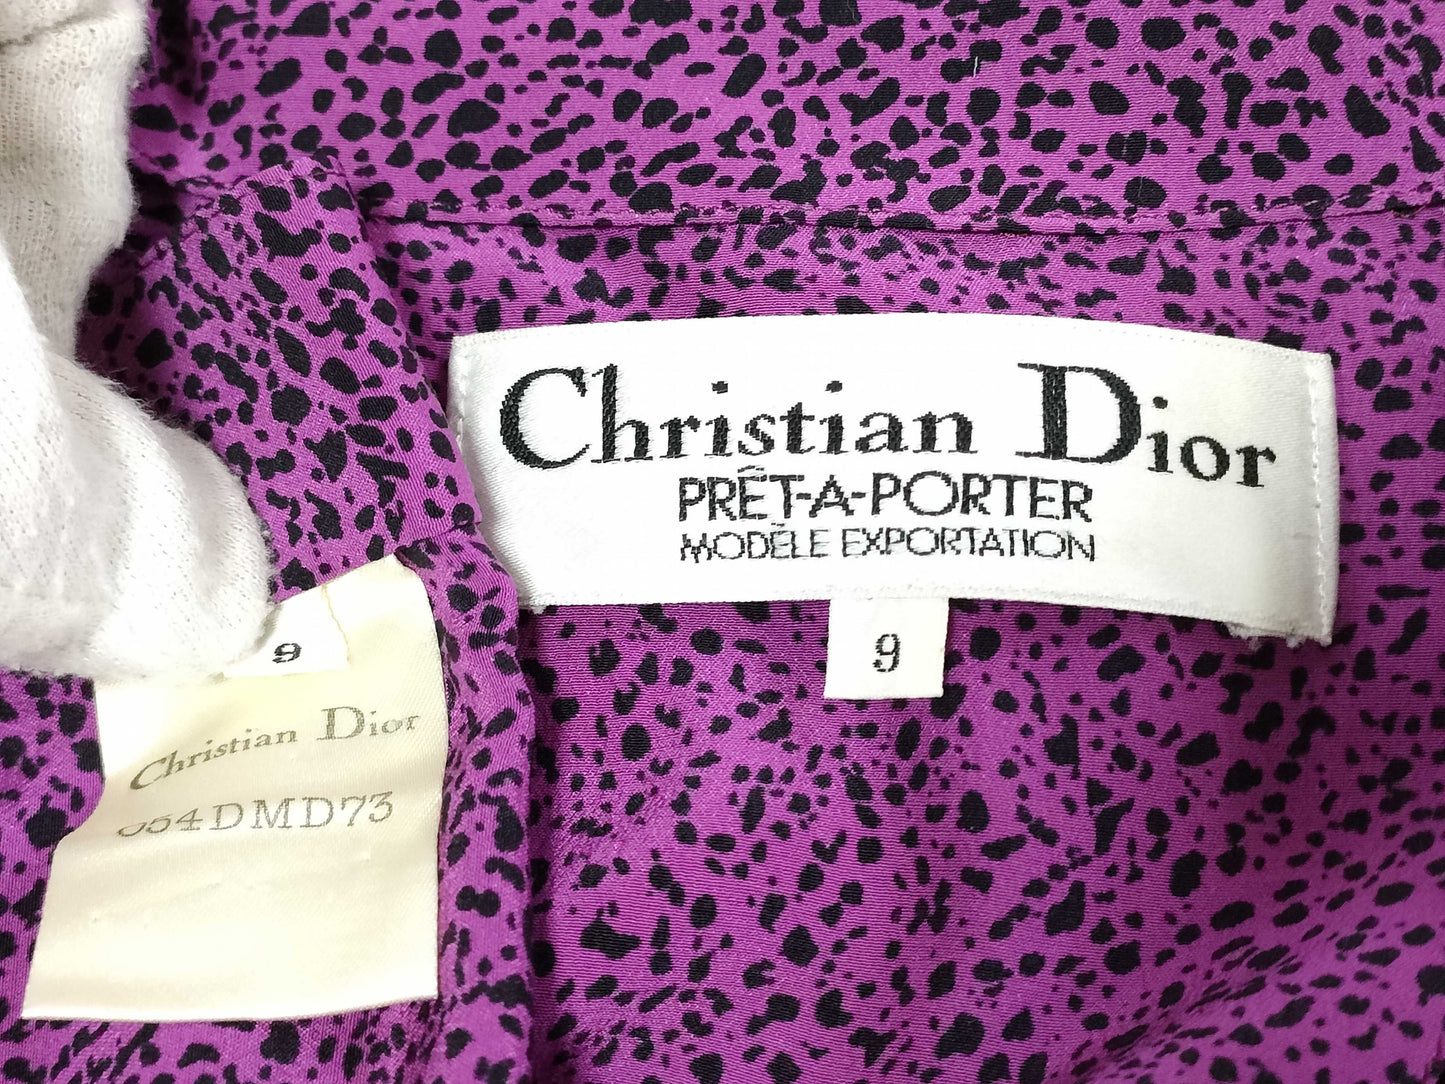 Christian Dior
PRÊT-A-PORTER
MODÈLE EXPORTATION
9
9
Christian Dior
054DMD73